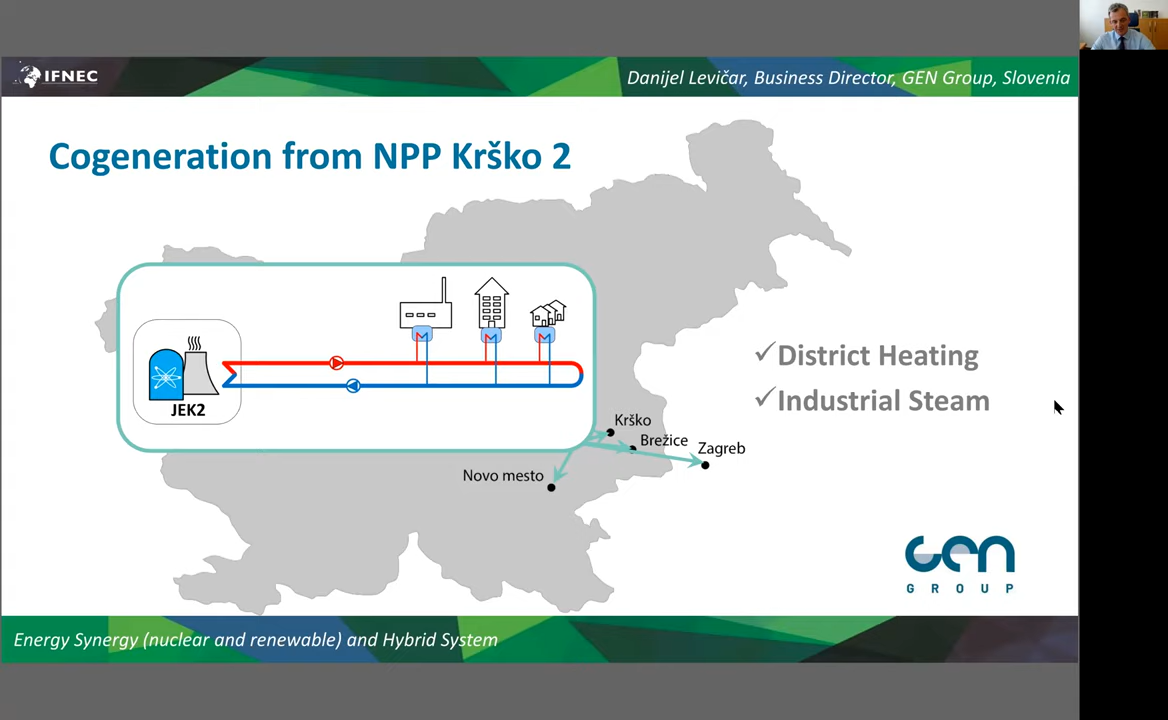 IFNEC
Danijel Levičar, Business Director, GEN Group, Slovenia
Cogeneration from NPP Krško 2
JEK2
✓District Heating
✓Industrial Steam
Krško
Brežice
Zagreb
Novo mesto
gen
GROUP
Energy Synergy (nuclear and renewable) and Hybrid System